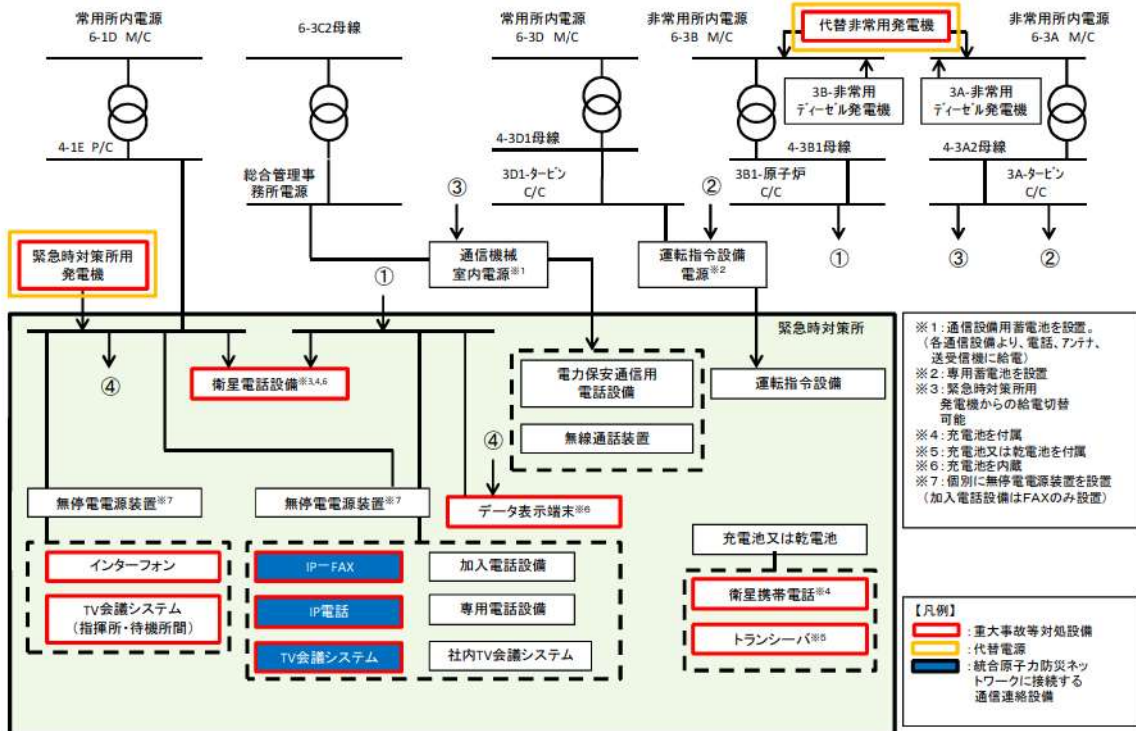 常用所内電源
6-1D M/C
6-3C2母線
常用所内電源
6-3D M/C
非常用所内電源
6-3B M/C
代替非常用発電機
非常用所内電源
6-3A M/C
3B-非常用
ディーゼル発電機
3A-非常用
ディーゼル発電機
4-1E P/C
総合管理事
務所電源
4-3D1母線
3D1-タービン
C/C
4-3B1母線
3B1-原子炉
C/C
4-3A2母線
3A-タービン
C/C
③
②
①
③
②
緊急時対策所用
発電機
①
通信機械
室内電源※1
運転指令設備
電源※2
緊急時対策所
④
衛星電話設備※3,4,6
電力保安通信用
電話設備
無線通話装置
運転指令設備
④
無停電電源装置※7
無停電電源装置※7
データ表示端末※6
充電池又は乾電池
インターフォン
TV会議システム
(指揮所・待機所間)
IP-FAX
加入電話設備
IP電話
専用電話設備
TV会議システム
社内TV会議システム
衛星携帯電話※4
トランシーバ※5
※1:通信設備用蓄電池を設置。
(各通信設備より、電話、アンテナ、
送受信機に給電)
※2:専用蓄電池を設置
※3:緊急時対策所用
発電機からの給電切替
可能
※4:充電池を付属
※5:充電池又は乾電池を付属
※6:充電池を内蔵
※7:個別に無停電電源装置を設置
(加入電話設備はFAXのみ設置)
【凡例】
:重大事故等対処設備
:代替電源
:統合原子力防災ネッ
トワークに接続する
通信連絡設備